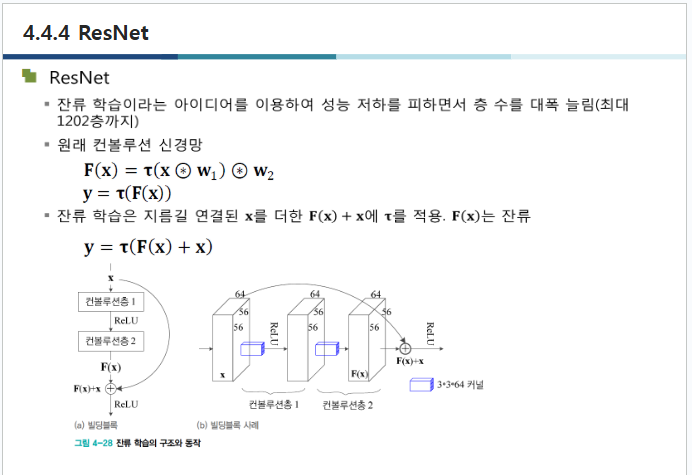 4.4.4 ResNet
ResNet
잔류 학습이라는 아이디어를 이용하여 성능 저하를 피하면서 층 수를 대폭 늘림(최대
1202층까지)
원래 컨볼루션 신경망
F(x) = τ(x ⊛ w₁) ⊛ w₂
y = τ(F(x))
잔류 학습은 지름길 연결된 x를 더한 F(x) + x에 τ를 적용. F(x)는 잔류
y = τ(F(x) + x)
x
컨볼루션층 1
ReLU
컨볼루션층 2
F(x)
F(x)+x
ReLU
(a) 빌딩블록
64
56
56
x
ReLU
64
56
56
64
56
56
F(x)
F(x)+x
ReLU
3*3*64 커널
컨볼루션층 1
컨볼루션층 2
(b) 빌딩블록 사례
그림 4-28 잔류 학습의 구조와 동작